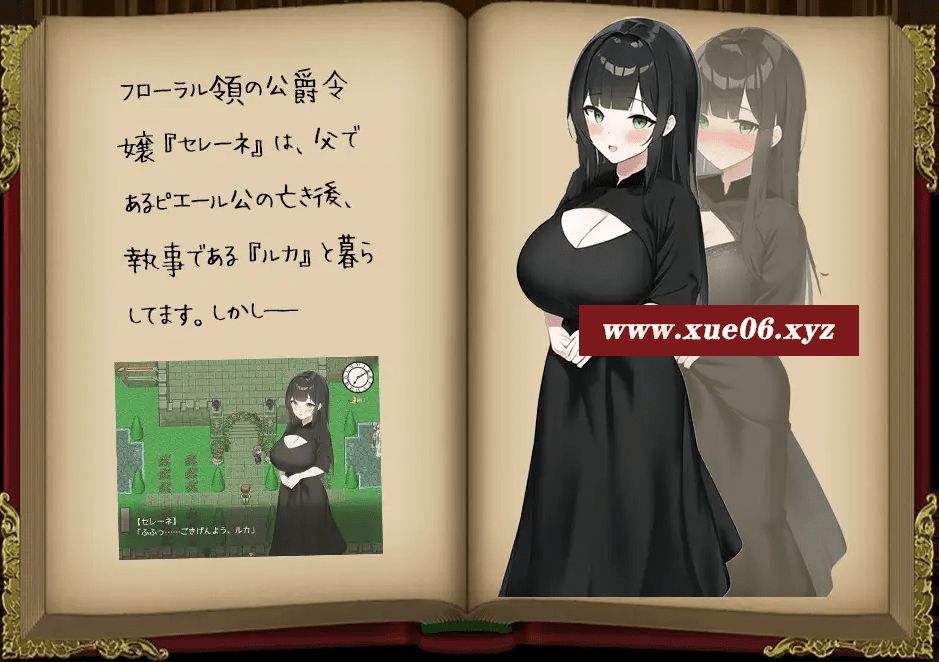 フローラル領の公爵令
嬢『セレーネ』は、父で
あるピエール公の亡き後、
執事である『ルカ』と暮ら
してます。しかし──
www.xue06.xyz
【セレーネ】
「ふふっ……ごきげんよう、ルカ」